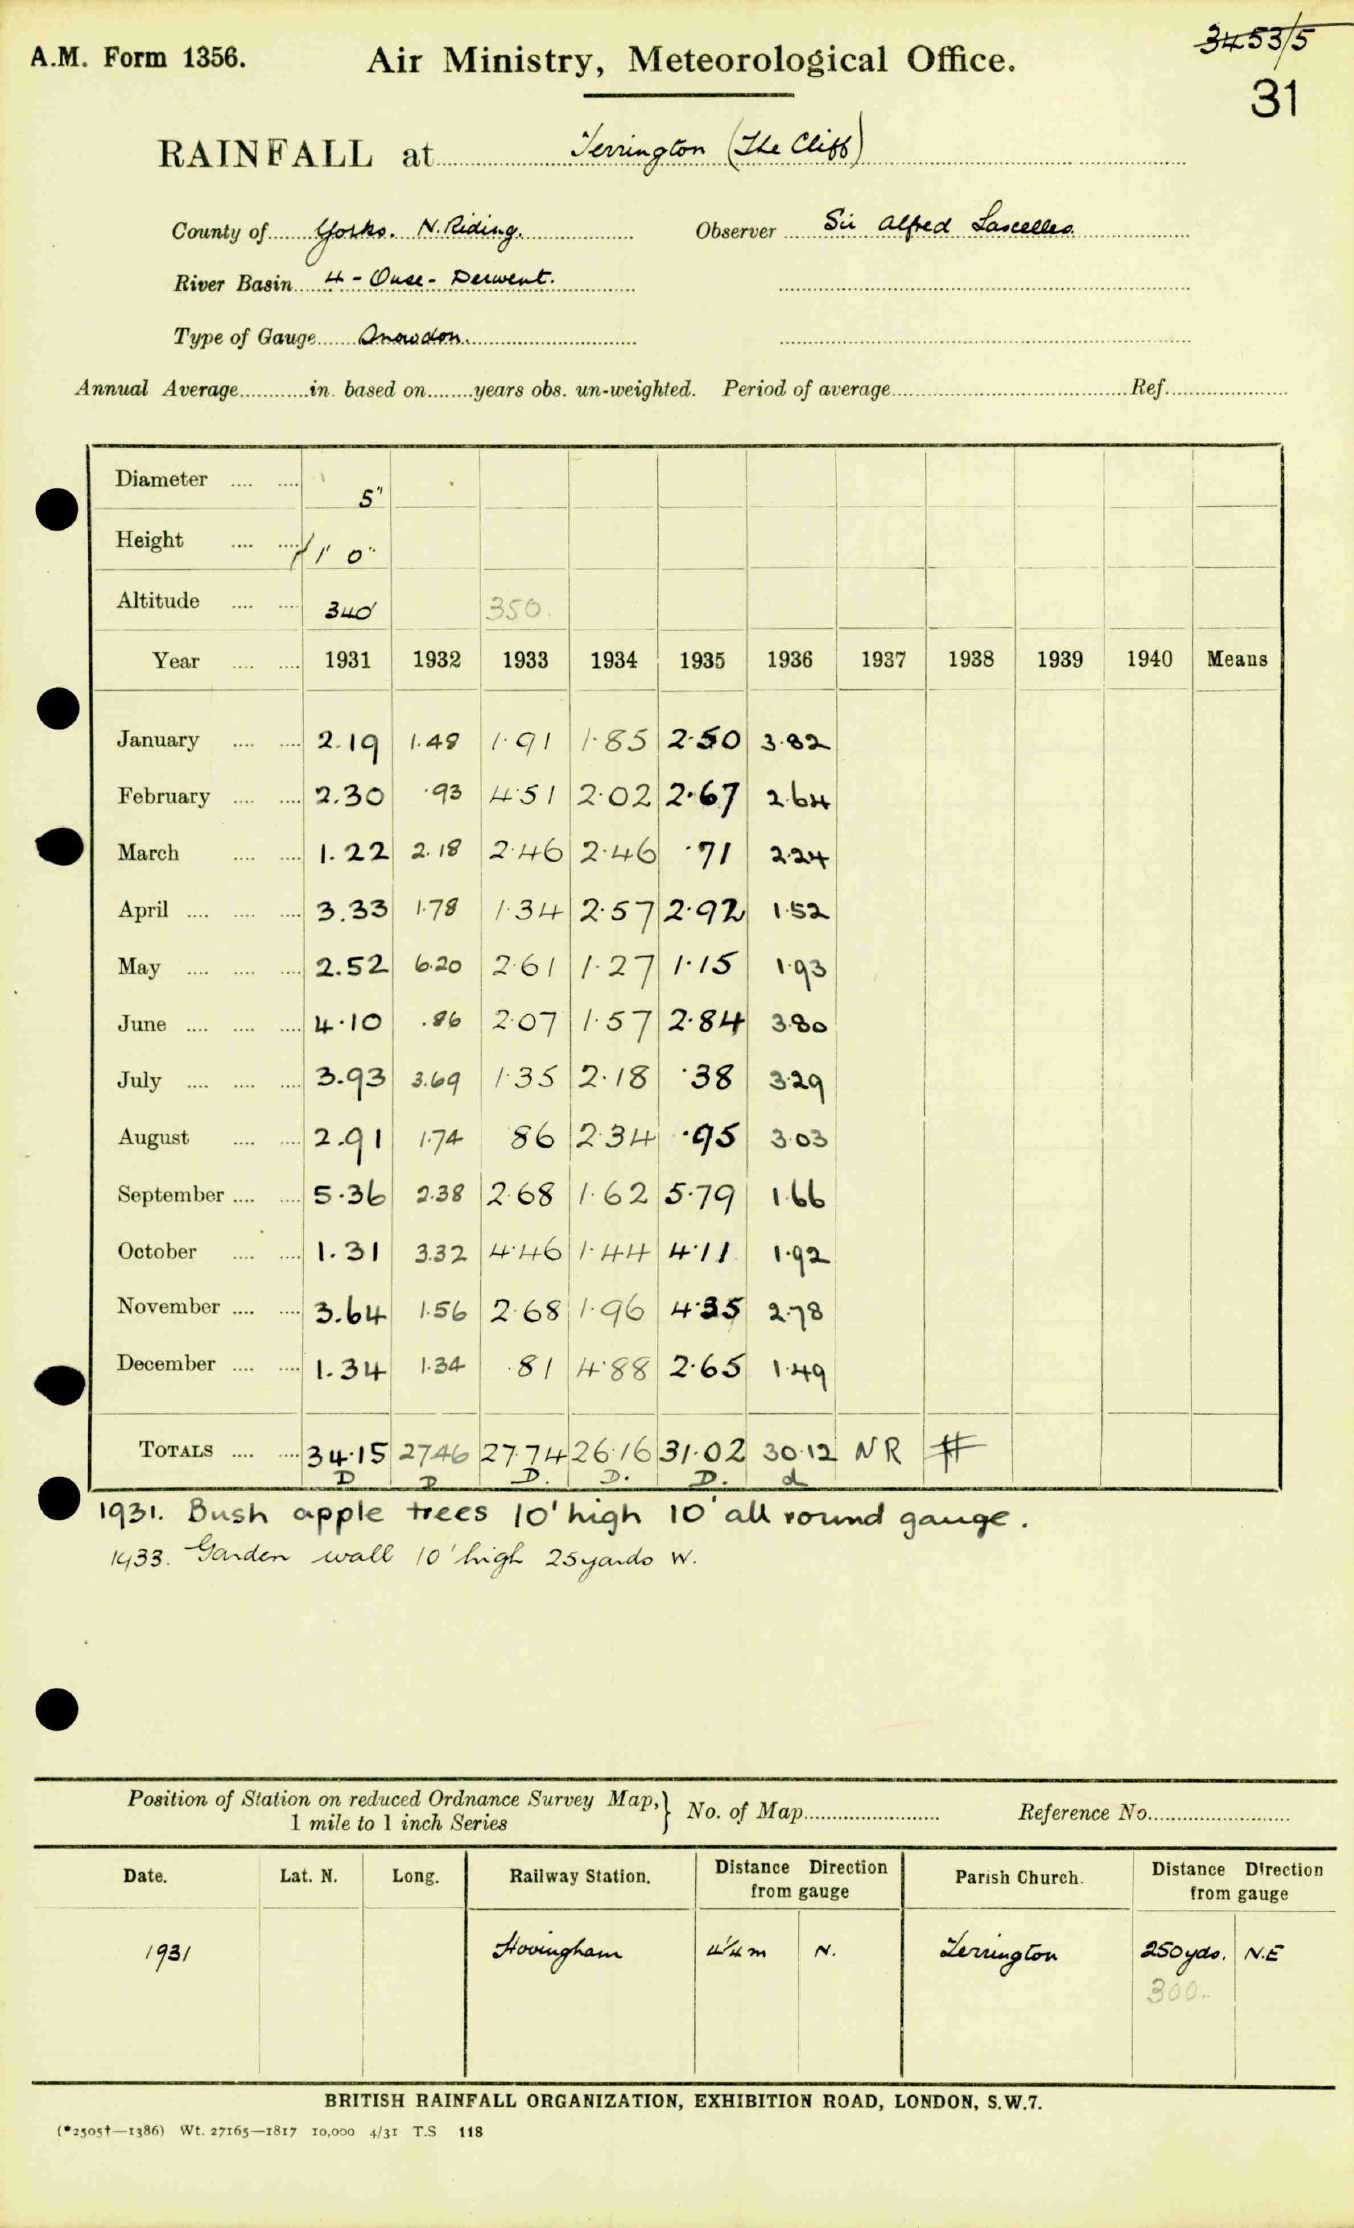 3453/5
A.M. Form 1356. Air Ministry, Meteorological Office.
31
RAINFALL at Terrington (The Cliff)
County of Yorks. N. Riding. Observer Sir Alfred Lascelles.
River Basin 4 - Ouse - Derwent.
Type of Gauge Snowdon.
Annual Average in. based on years obs. un-weighted. Period of average Ref.
Diameter 5"
Height 1' 0"
Altitude 340 350.
Year 1931 1932 1933 1934 1935 1936 1937 1938 1939 1940 Means
January 2.19 1.48 1.91 1.85 2.50 3.82
February 2.30 .93 4.51 2.02 2.67 2.64
March 1.22 2.18 2.46 2.46 .71 2.24
April 3.33 1.78 1.34 2.57 2.92 1.52
May 2.52 6.20 2.61 1.27 1.15 1.93
June 4.10 .86 2.07 1.57 2.84 3.80
July 3.93 3.69 1.35 2.18 .38 3.29
August 2.91 1.74 86 2.34 .95 3.03
September 5.36 2.38 2.68 1.62 5.79 1.66
October 1.31 3.32 4.46 1.44 4.11 1.92
November 3.64 1.56 2.68 1.96 4.35 2.78
December 1.34 1.34 .81 4.88 2.65 1.49
TOTALS 34.15 27.46 27.74 26.16 31.02 30.12 NR
D D D. D. D. d
1931. Bush apple trees 10' high 10' all round gauge.
1933. Garden wall 10' high 25 yards W.
Position of Station on reduced Ordnance Survey Map, } No. of Map Reference No.
1 mile to 1 inch Series
Date. Lat. N. Long. Railway Station. Distance Direction from gauge Parish Church. Distance Direction from gauge
1931 Hovingham 4¼ m N. Terrington 250 yds. N.E
300.
BRITISH RAINFALL ORGANIZATION, EXHIBITION ROAD, LONDON, S.W.7.
(*2505†—1386) Wt. 27165—1817 10,000 4/31 T.S 118